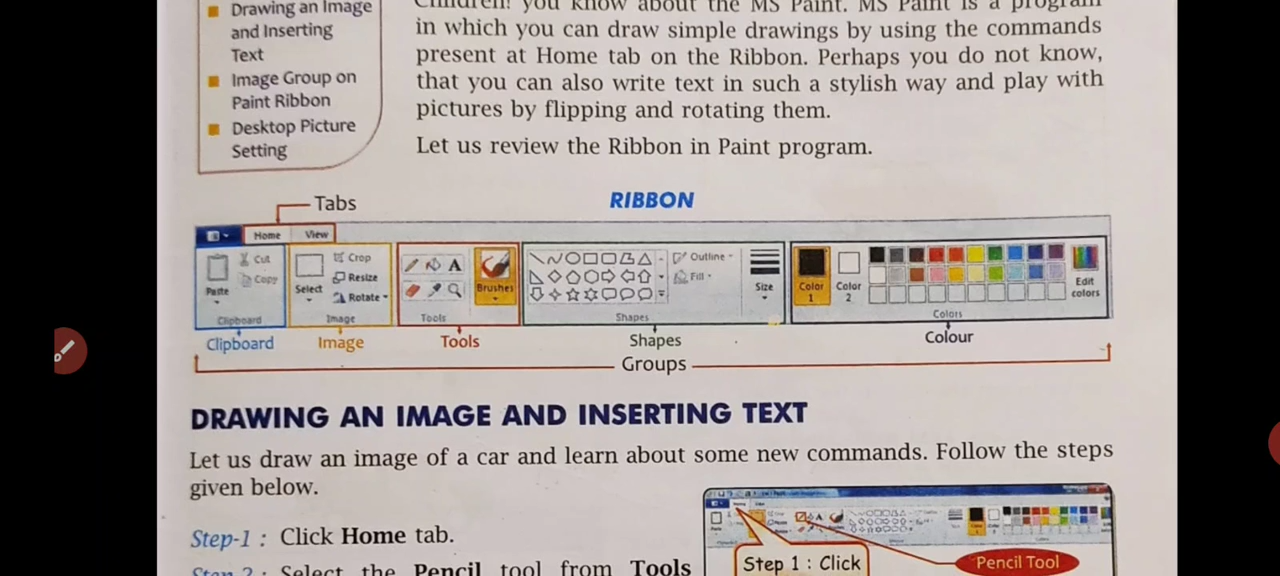 Drawing an Image
and Inserting
Text
Image Group on
Paint Ribbon
Desktop Picture
Setting
Children! you know about the MS Paint. MS Paint is a program
in which you can draw simple drawings by using the commands
present at Home tab on the Ribbon. Perhaps you do not know,
that you can also write text in such a stylish way and play with
pictures by flipping and rotating them.
Let us review the Ribbon in Paint program.
Tabs
RIBBON
Home View
Cut
Copy
Paste
Clipboard
Crop
Resize
Rotate
Select
Image
A
Brushes
Tools
Outline
Fill
Shapes
Size
Color
1
Color
2
Edit
colors
Colors
Clipboard Image Tools Shapes Colour
Groups
DRAWING AN IMAGE AND INSERTING TEXT
Let us draw an image of a car and learn about some new commands. Follow the steps
given below.
Step-1 : Click Home tab.
Step-2 : Select the Pencil tool from Tools
Step 1 : Click
Pencil Tool